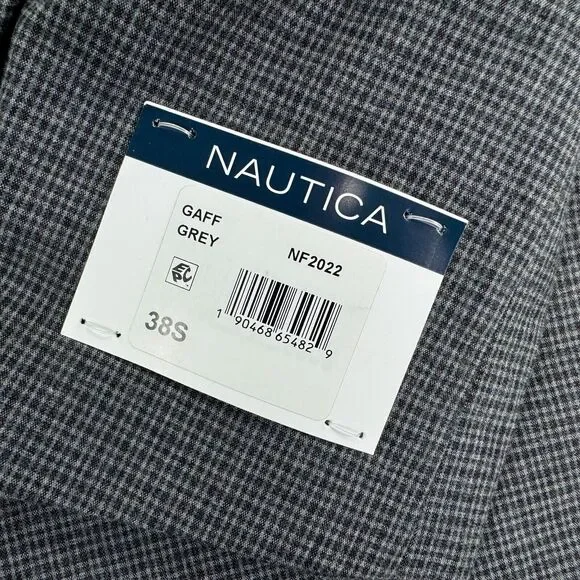 NAUTICA
GAFF
GREY
NF2022
38S
1 90468 65482 9